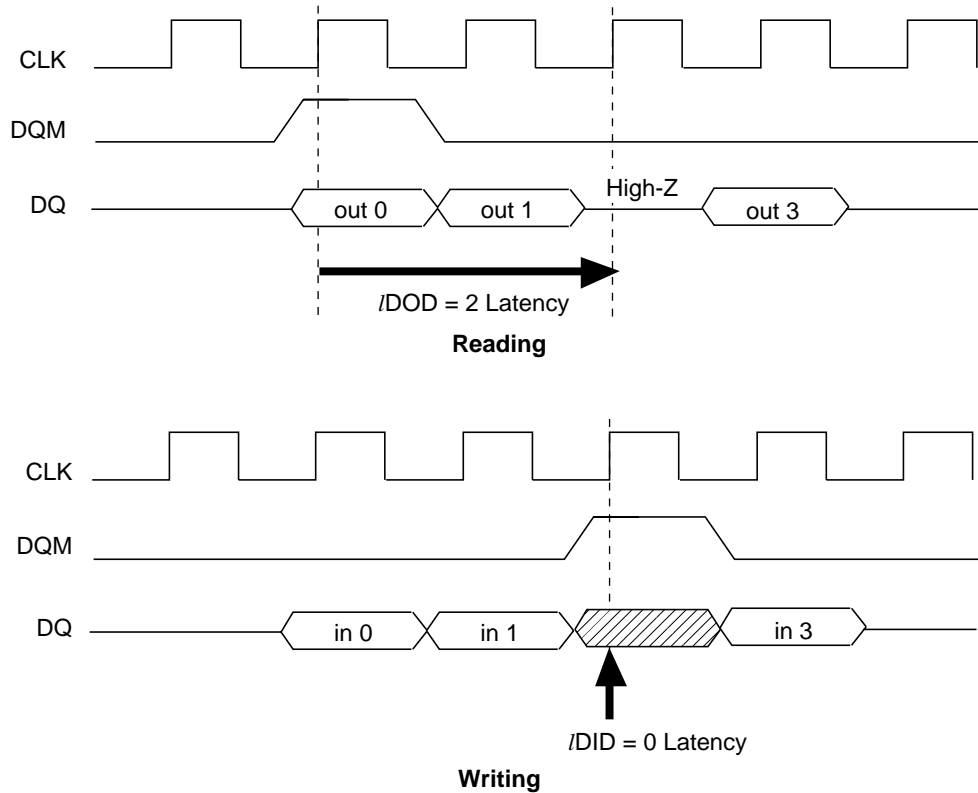 CLK
DQM
High-Z
DQ out 0 out 1 out 3
lDOD = 2 Latency
Reading
CLK
DQM
DQ in 0 in 1 in 3
lDID = 0 Latency
Writing